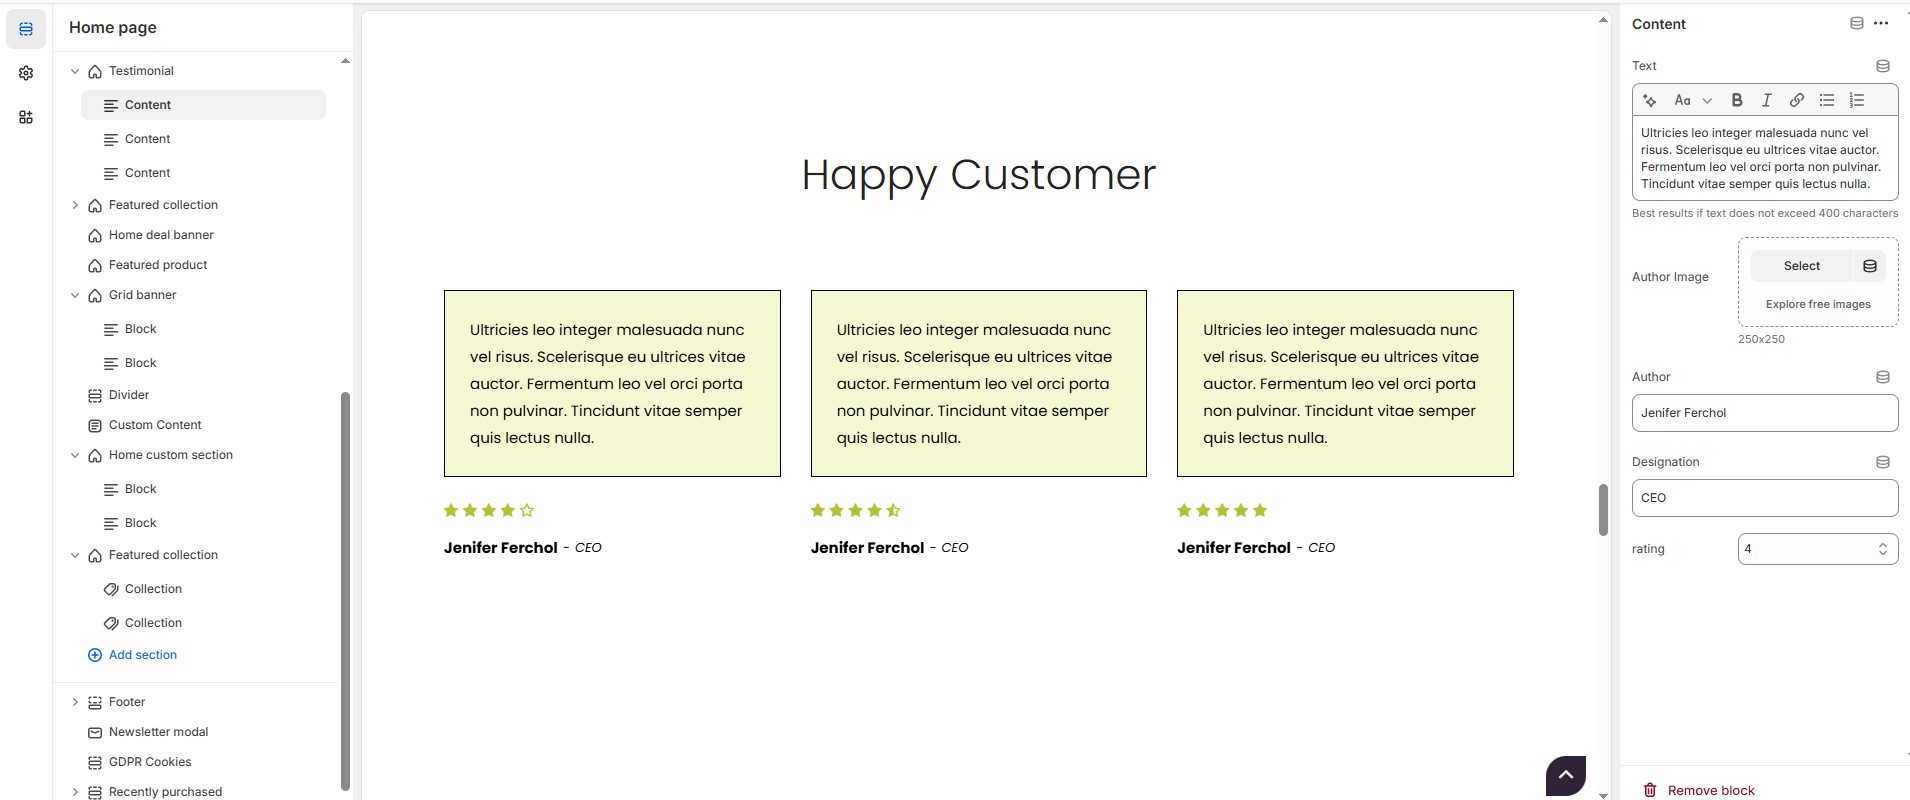 Home page
Testimonial
Content
Content
Content
Featured collection
Home deal banner
Featured product
Grid banner
Block
Block
Divider
Custom Content
Home custom section
Block
Block
Featured collection
Collection
Collection
Add section
Footer
Newsletter modal
GDPR Cookies
Recently purchased
Happy Customer
Ultricies leo integer malesuada nunc
vel risus. Scelerisque eu ultrices vitae
auctor. Fermentum leo vel orci porta
non pulvinar. Tincidunt vitae semper
quis lectus nulla.
Jenifer Ferchol - CEO
Ultricies leo integer malesuada nunc
vel risus. Scelerisque eu ultrices vitae
auctor. Fermentum leo vel orci porta
non pulvinar. Tincidunt vitae semper
quis lectus nulla.
Jenifer Ferchol - CEO
Ultricies leo integer malesuada nunc
vel risus. Scelerisque eu ultrices vitae
auctor. Fermentum leo vel orci porta
non pulvinar. Tincidunt vitae semper
quis lectus nulla.
Jenifer Ferchol - CEO
Content
Text
Aa B I
Ultricies leo integer malesuada nunc vel
risus. Scelerisque eu ultrices vitae auctor.
Fermentum leo vel orci porta non pulvinar.
Tincidunt vitae semper quis lectus nulla.
Best results if text does not exceed 400 characters
Author Image
Select
Explore free images
250x250
Author
Jenifer Ferchol
Designation
CEO
rating
4
Remove block